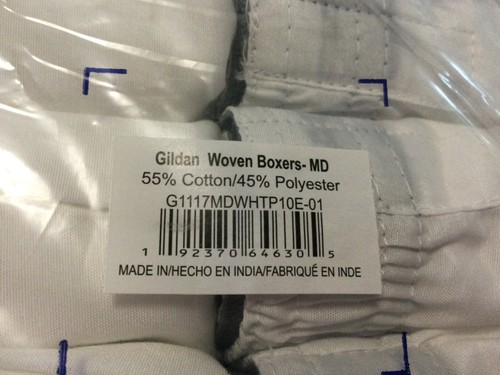 Gildan Woven Boxers- MD
55% Cotton/45% Polyester
G1117MDWHTP10E-01
1 92370 64630 5
MADE IN/HECHO EN INDIA/FABRIQUÉ EN INDE